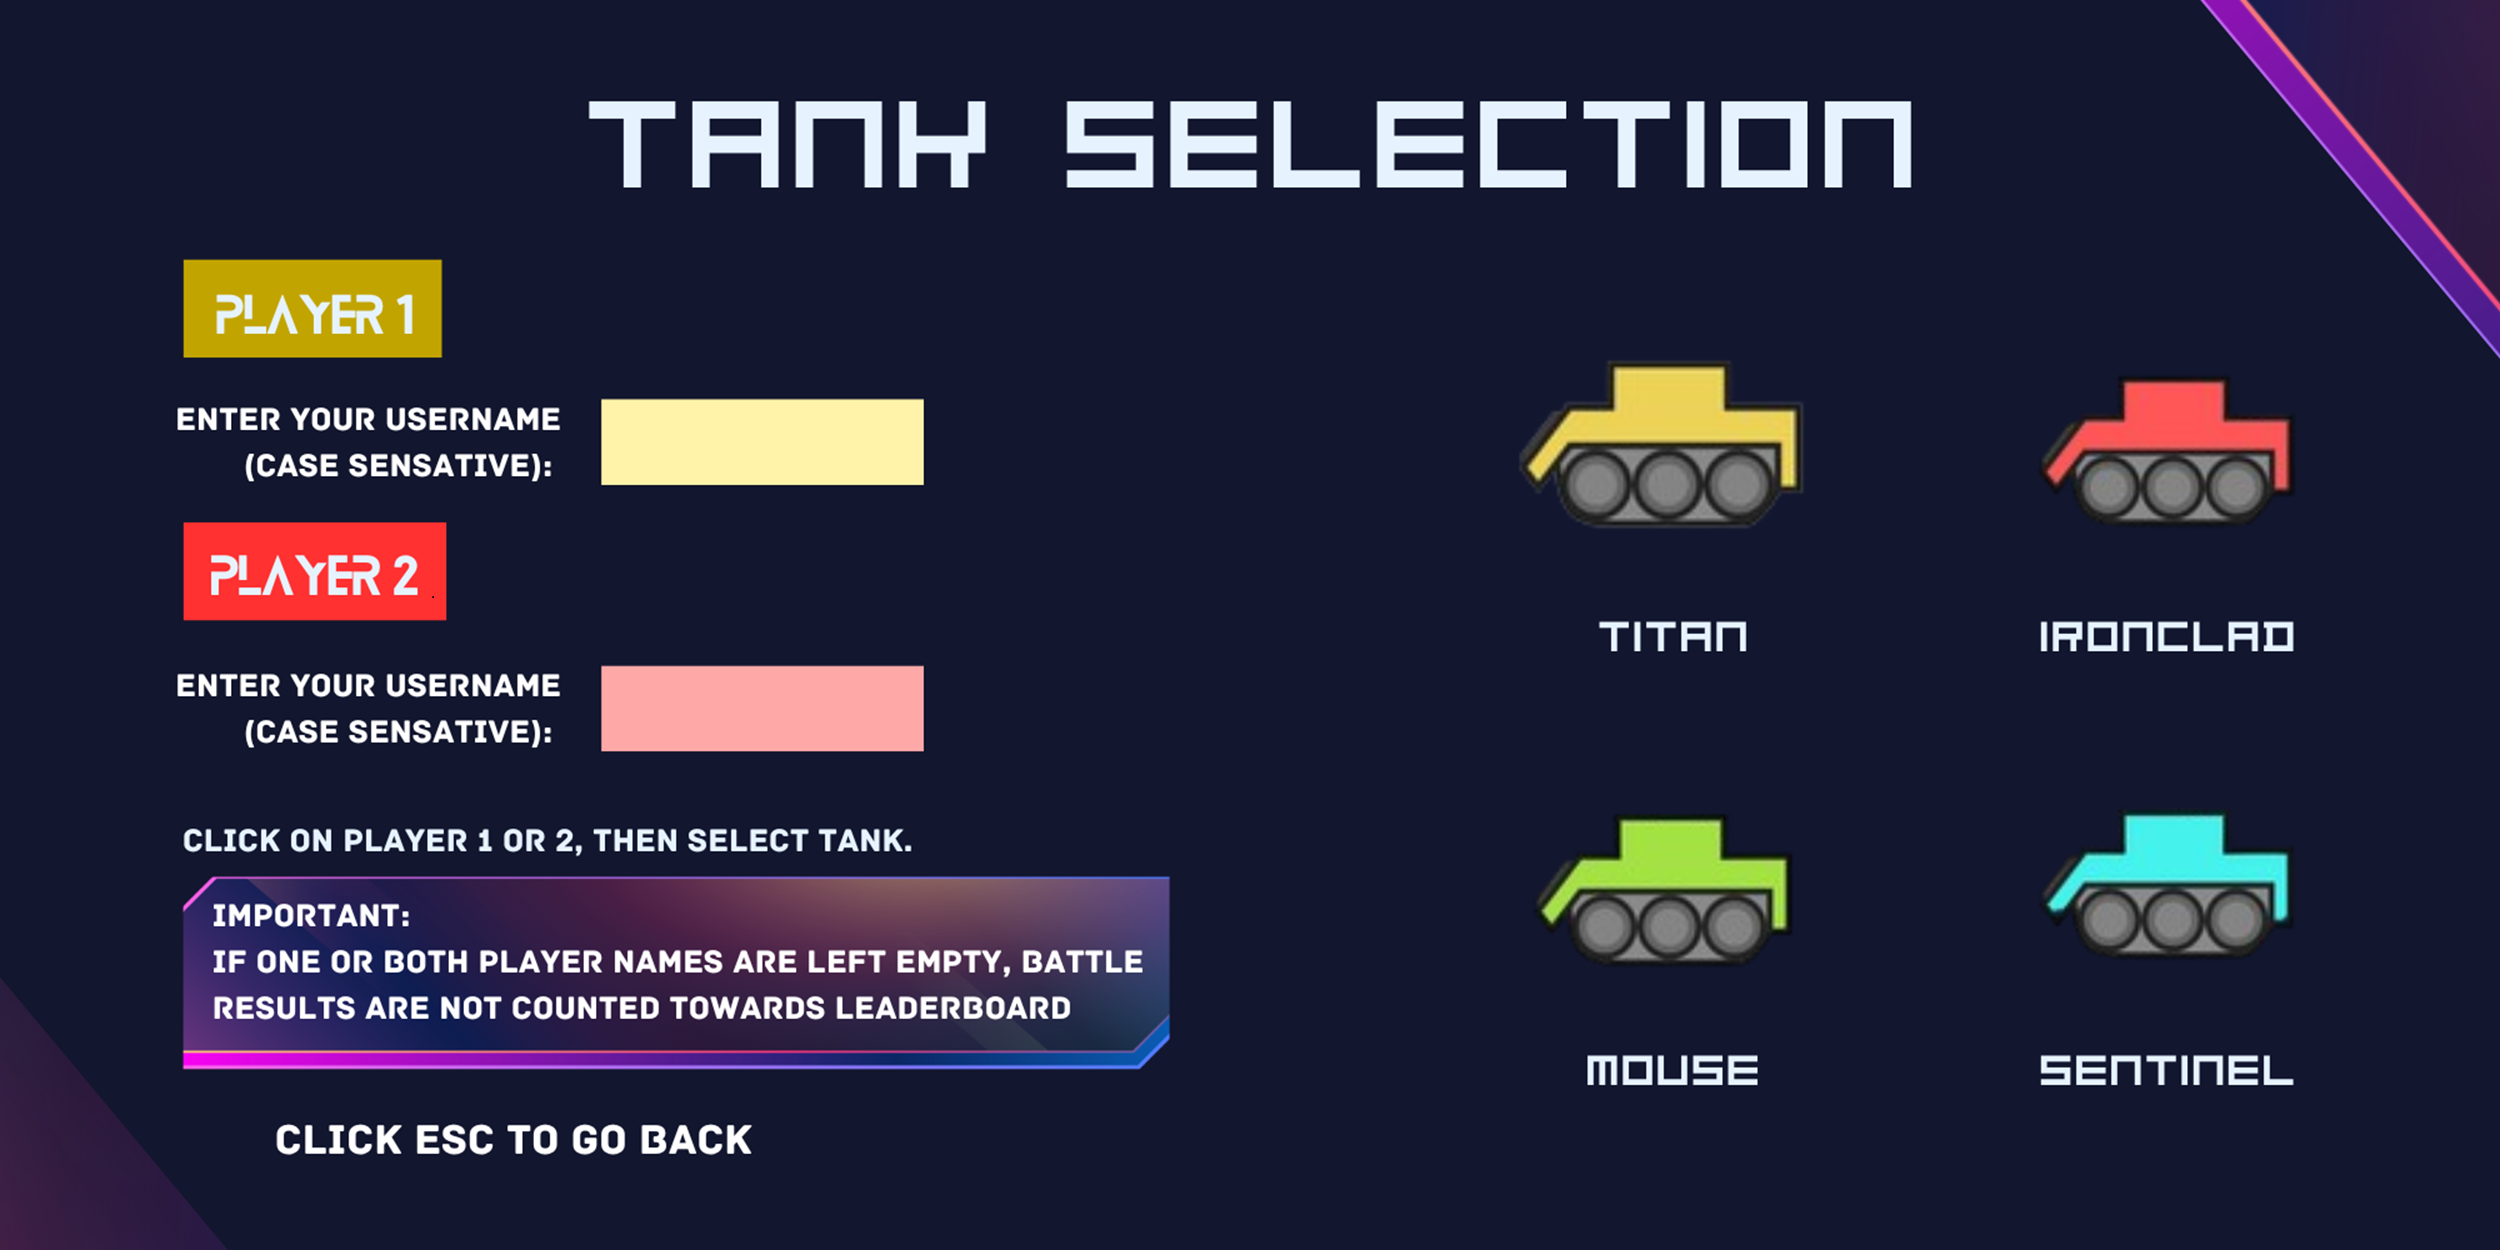 TANK SELECTION
PLAYER 1
ENTER YOUR USERNAME
(CASE SENSATIVE):
PLAYER 2
ENTER YOUR USERNAME
(CASE SENSATIVE):
CLICK ON PLAYER 1 OR 2, THEN SELECT TANK.
IMPORTANT:
IF ONE OR BOTH PLAYER NAMES ARE LEFT EMPTY, BATTLE
RESULTS ARE NOT COUNTED TOWARDS LEADERBOARD
CLICK ESC TO GO BACK
TITAN
IRONCLAD
MOUSE
SENTINEL